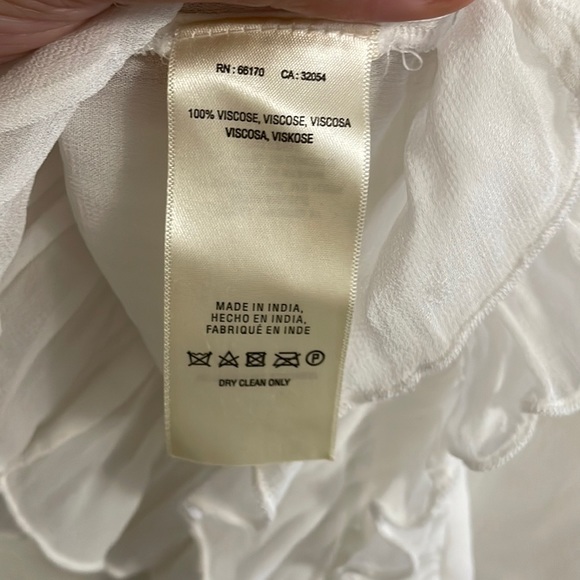 RN : 66170 CA : 32054
100% VISCOSE, VISCOSE, VISCOSA
VISCOSA, VISKOSE
MADE IN INDIA,
HECHO EN INDIA,
FABRIQUÉ EN INDE
P
DRY CLEAN ONLY